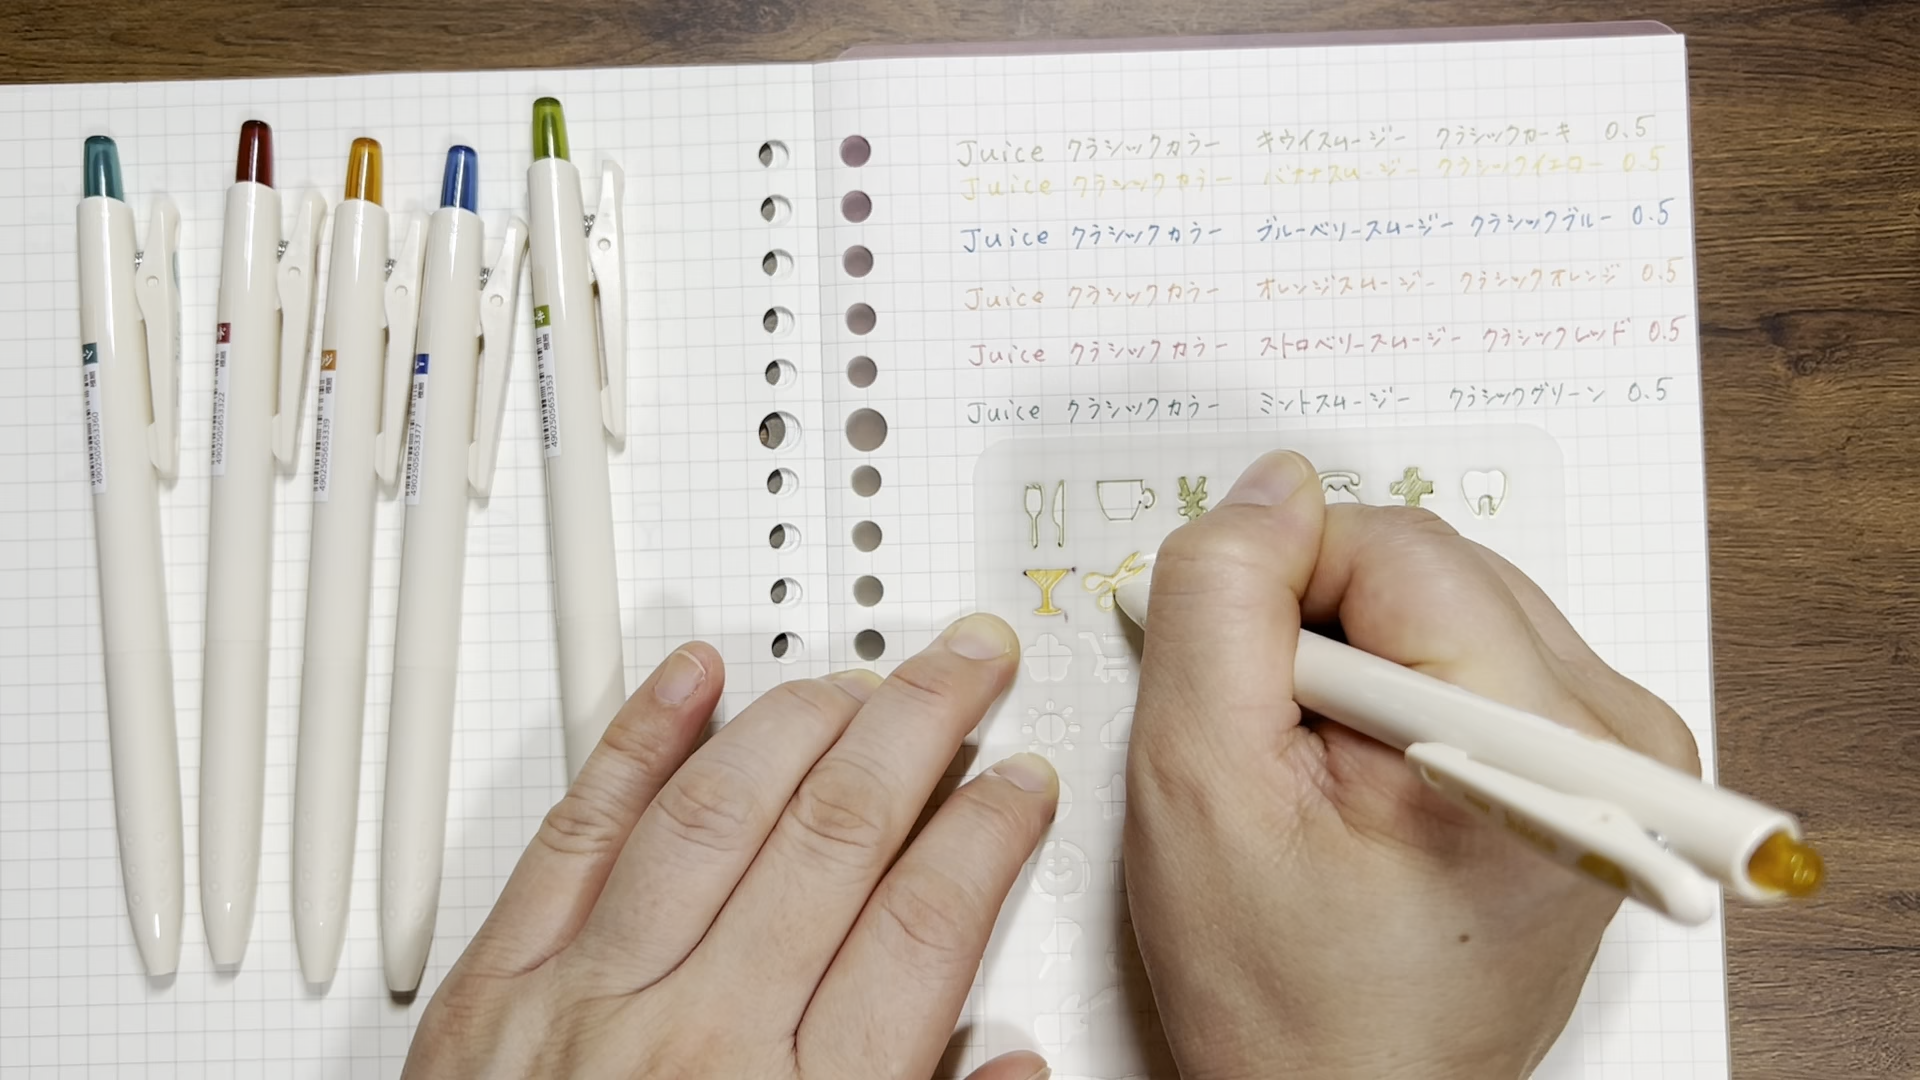 Juice クラシックカラー キウイスムージー クラシックカーキ 0.5
Juice クラシックカラー バナナスムージー クラシックイエロー 0.5
Juice クラシックカラー ブルーベリースムージー クラシックブルー 0.5
Juice クラシックカラー オレンジスムージー クラシックオレンジ 0.5
Juice クラシックカラー ストロベリースムージー クラシックレッド 0.5
Juice クラシックカラー ミントスムージー クラシックグリーン 0.5
4902505653360
4902505653322
4902505653339
4902505653377
4902505653353